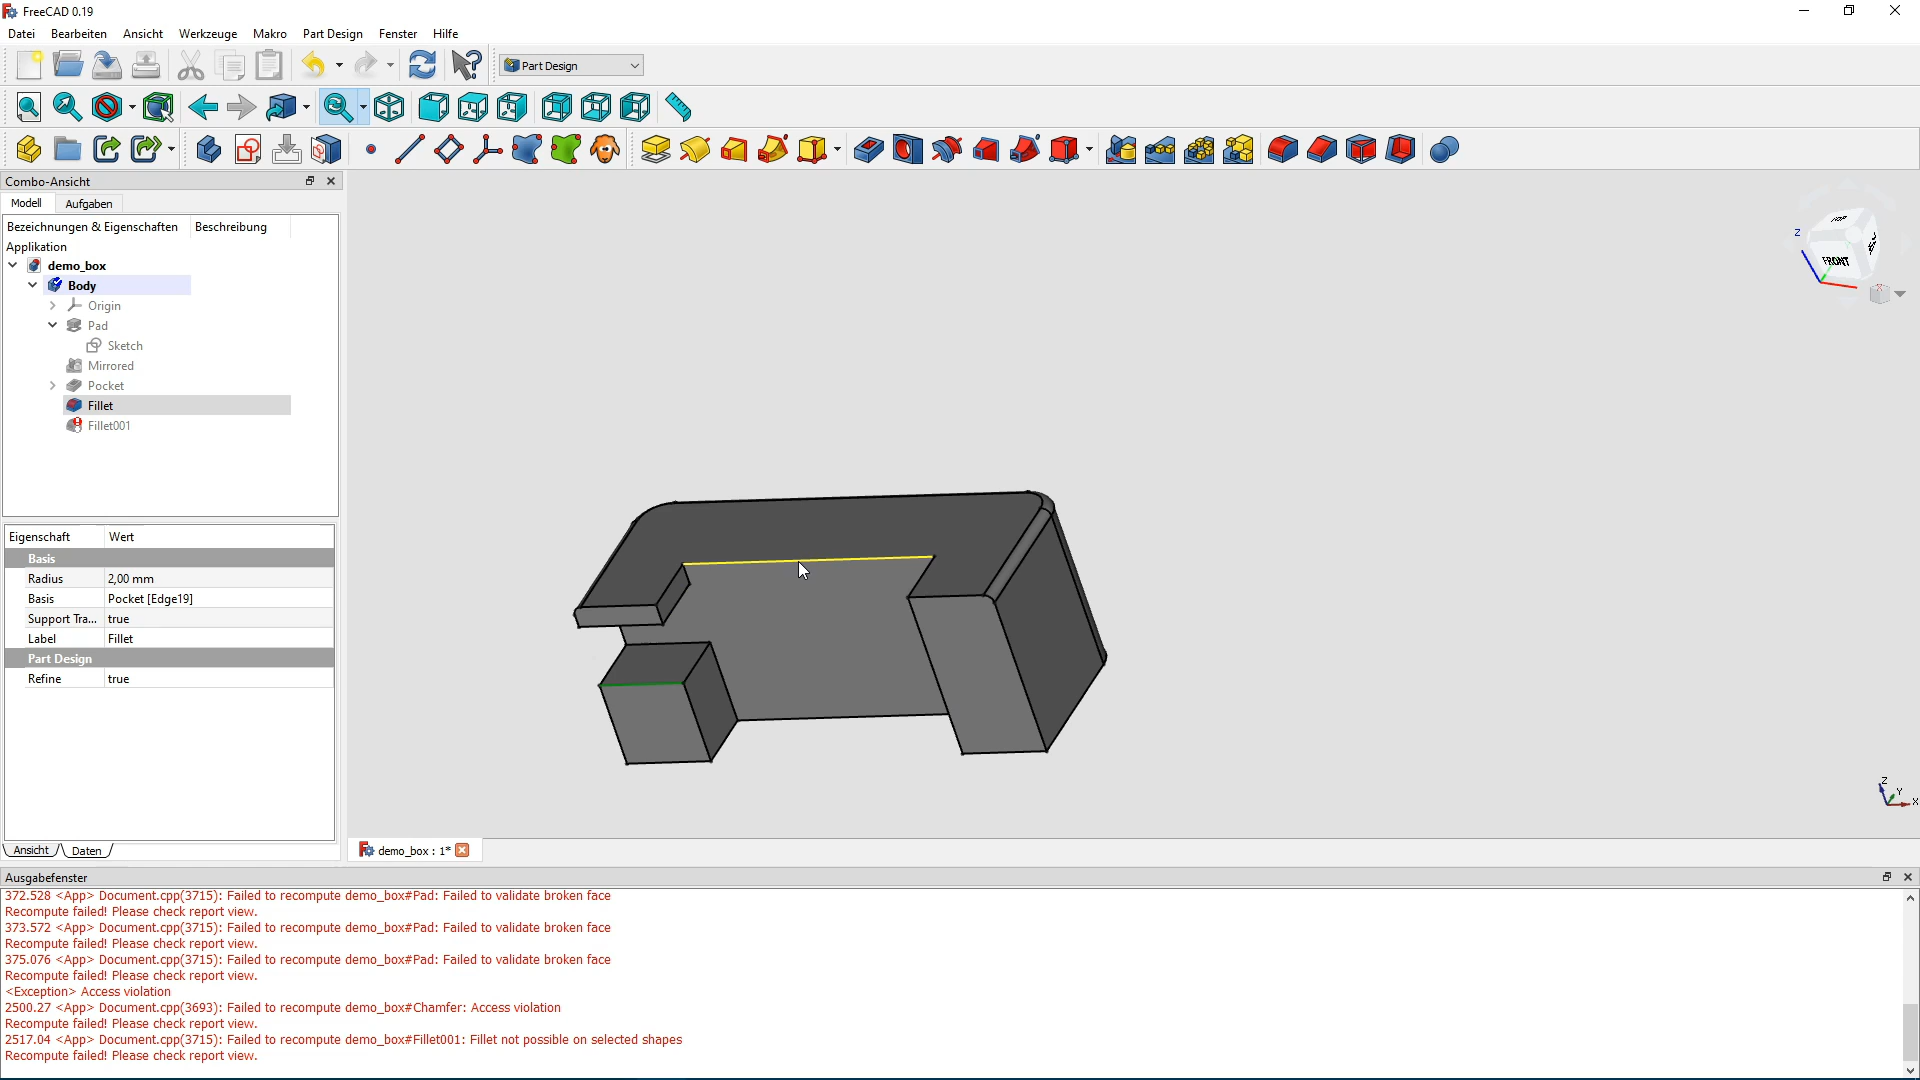 FreeCAD 0.19
Datei Bearbeiten Ansicht Werkzeuge Makro Part Design Fenster Hilfe
Part Design
Combo-Ansicht
Modell Aufgaben
Bezeichnungen & Eigenschaften Beschreibung
Applikation
demo_box
Body
Origin
Pad
Sketch
Mirrored
Pocket
Fillet
Fillet001
TOP
FRONT
Z
Eigenschaft Wert
Basis
Radius 2,00 mm
Basis Pocket [Edge19]
Support Tra... true
Label Fillet
Part Design
Refine true
Z
Y
X
Ansicht Daten
demo_box : 1*
Ausgabefenster
372.528 <App> Document.cpp(3715): Failed to recompute demo_box#Pad: Failed to validate broken face
Recompute failed! Please check report view.
373.572 <App> Document.cpp(3715): Failed to recompute demo_box#Pad: Failed to validate broken face
Recompute failed! Please check report view.
375.076 <App> Document.cpp(3715): Failed to recompute demo_box#Pad: Failed to validate broken face
Recompute failed! Please check report view.
<Exception> Access violation
2500.27 <App> Document.cpp(3693): Failed to recompute demo_box#Chamfer: Access violation
Recompute failed! Please check report view.
2517.04 <App> Document.cpp(3715): Failed to recompute demo_box#Fillet001: Fillet not possible on selected shapes
Recompute failed! Please check report view.